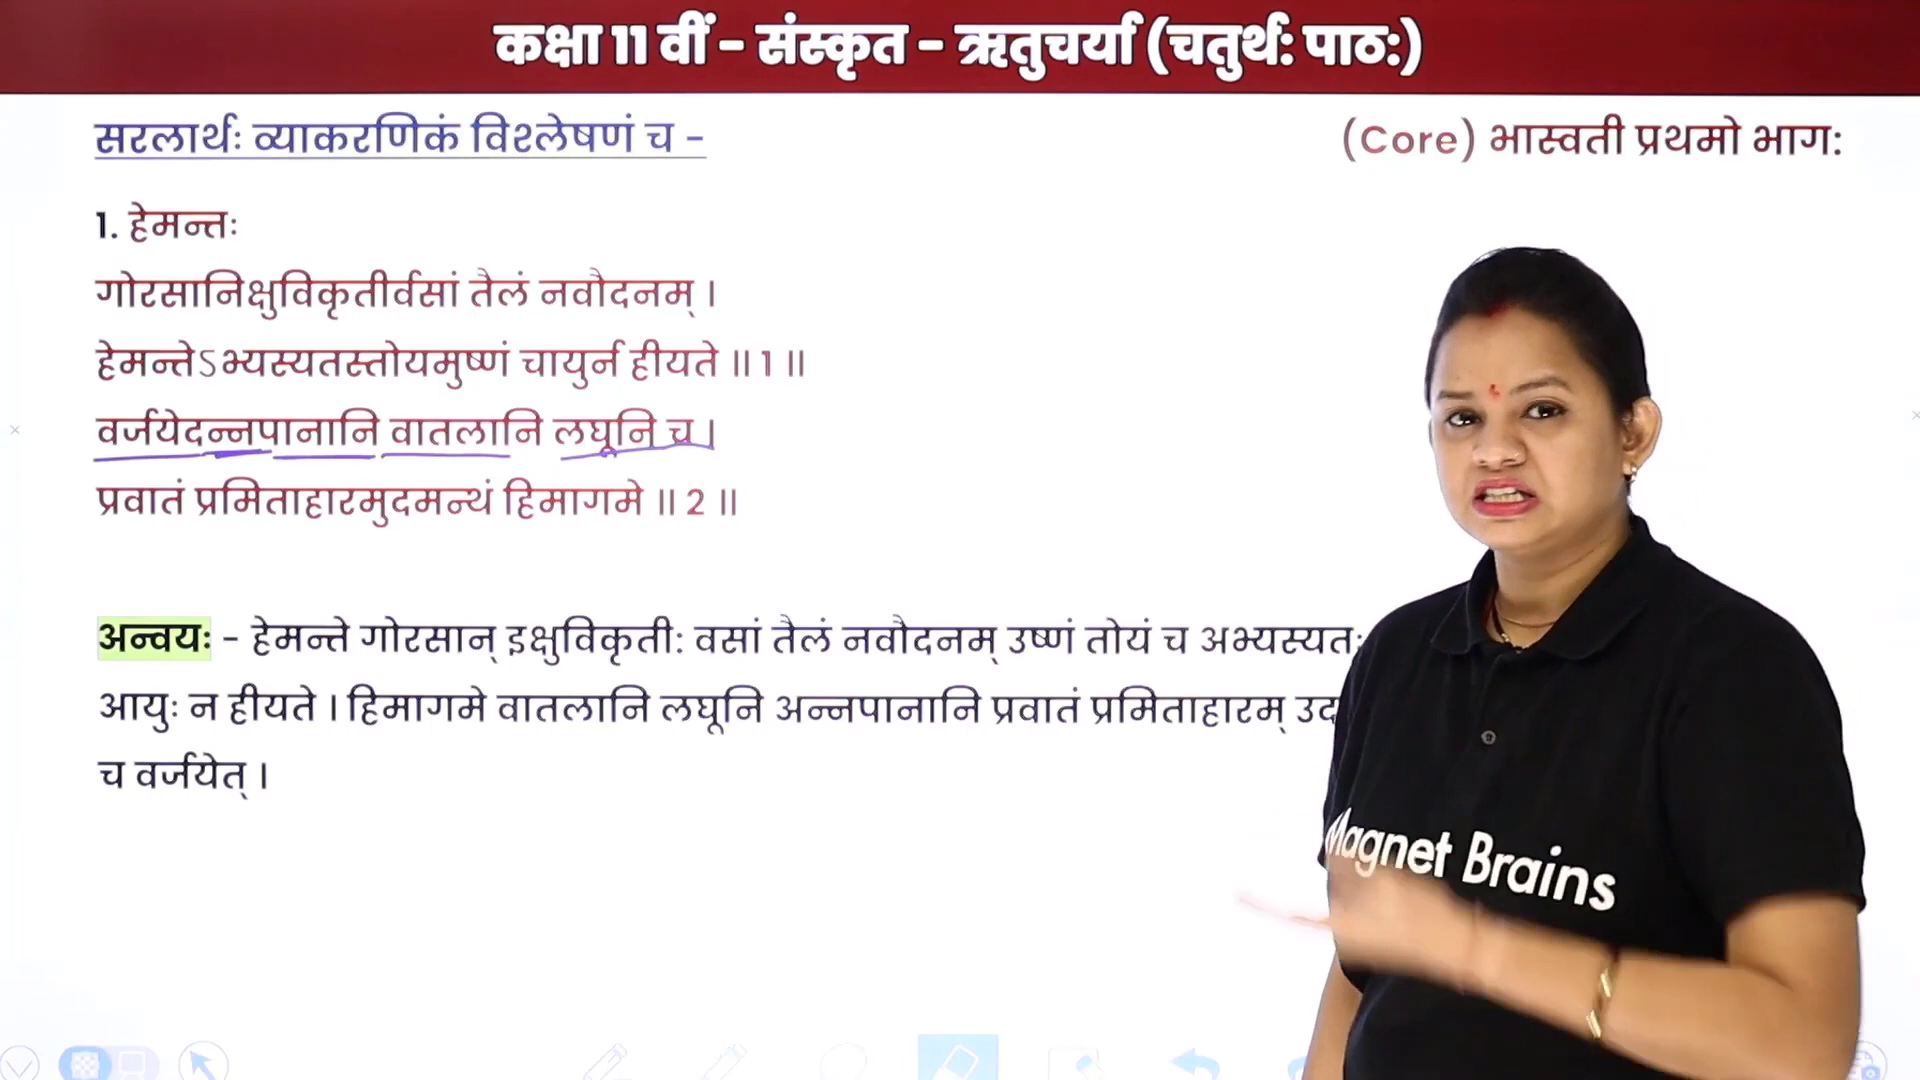 कक्षा 11 वीं - संस्कृत - ऋतुचर्या (चतुर्थ: पाठ:)
सरलार्थः व्याकरणिकं विश्लेषणं च -
(Core) भास्वती प्रथमो भाग:
1. हेमन्तः
गोरसानिक्षुविकृतीर्वसां तैलं नवौदनम् ।
हेमन्तेऽभ्यस्यतस्तोयमुष्णं चायुर्न हीयते ॥ 1 ॥
वर्जयेदन्नपानानि वातलानि लघूनि च ।
प्रवातं प्रमिताहारमुदमन्थं हिमागमे ॥ 2 ॥
अन्वयः - हेमन्ते गोरसान् इक्षुविकृती: वसां तैलं नवौदनम् उष्णं तोयं च अभ्यस्यत:
आयुः न हीयते । हिमागमे वातलानि लघूनि अन्नपानानि प्रवातं प्रमिताहारम्
च वर्जयेत् ।
Magnet Brains